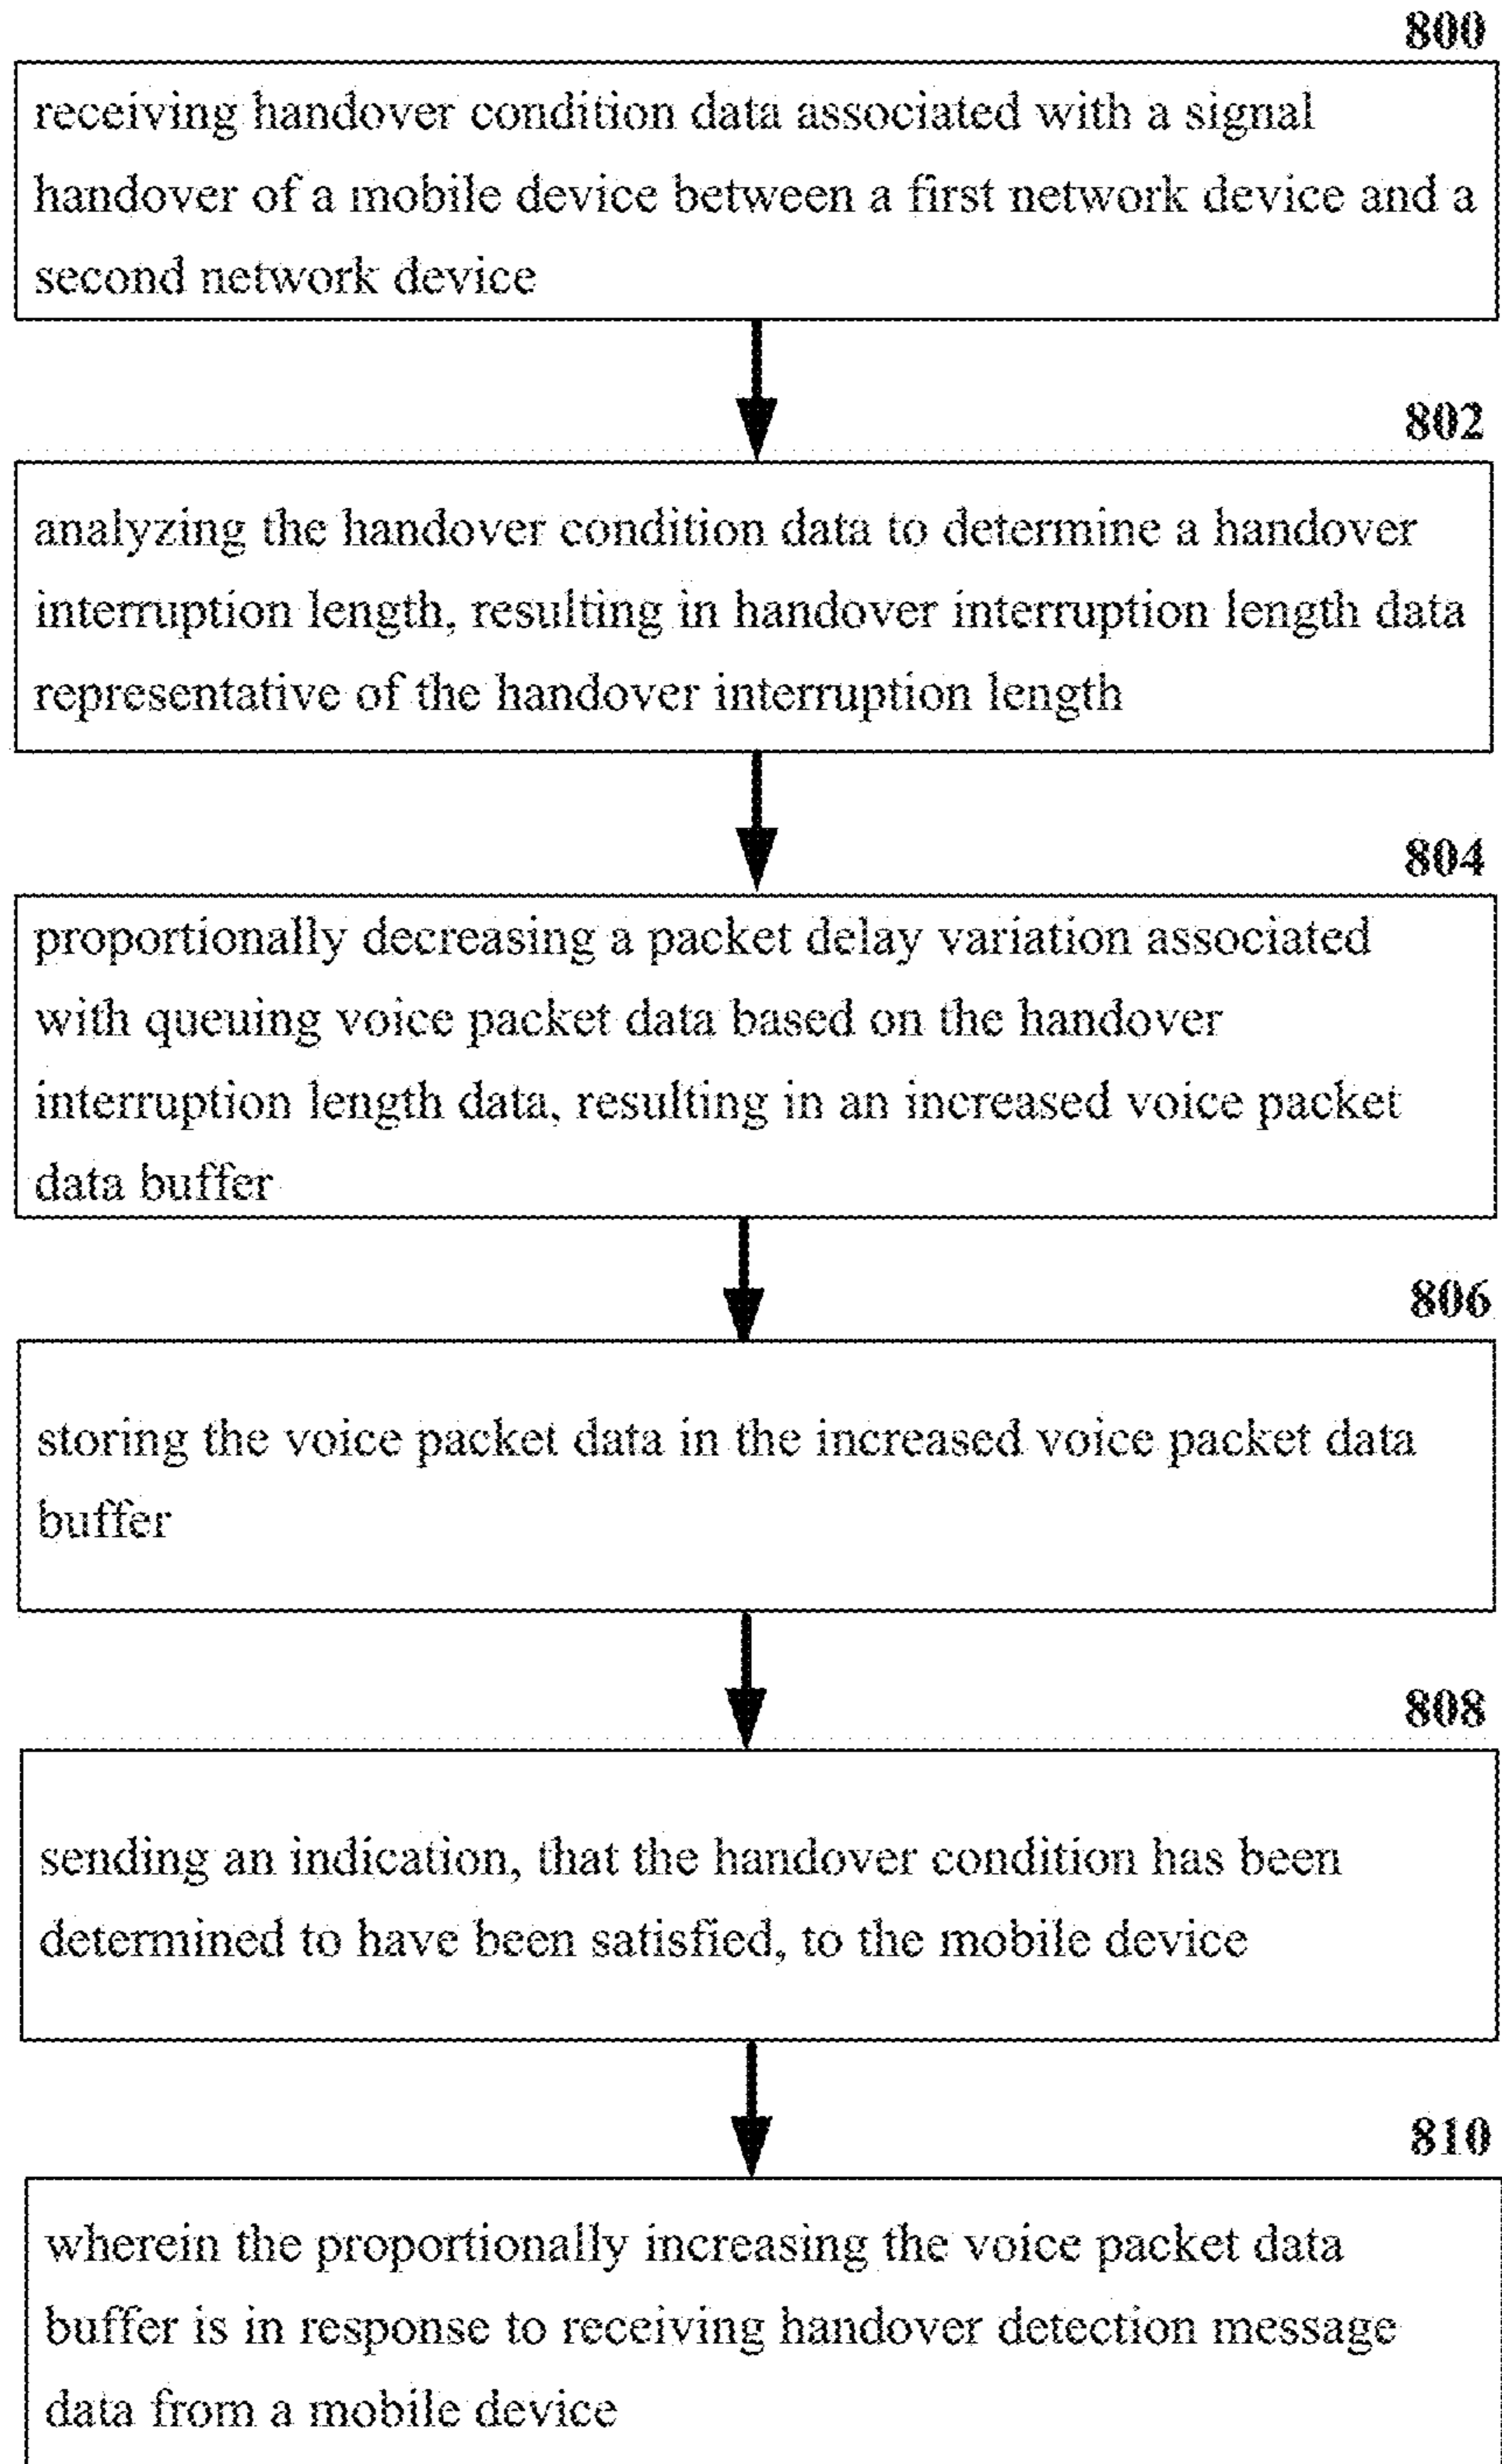 800
receiving handover condition data associated with a signal
handover of a mobile device between a first network device and a
second network device
802
analyzing the handover condition data to determine a handover
interruption length, resulting in handover interruption length data
representative of the handover interruption length
804
proportionally decreasing a packet delay variation associated
with queuing voice packet data based on the handover
interruption length data, resulting in an increased voice packet
data buffer
806
storing the voice packet data in the increased voice packet data
buffer
808
sending an indication, that the handover condition has been
determined to have been satisfied, to the mobile device
810
wherein the proportionally increasing the voice packet data
buffer is in response to receiving handover detection message
data from a mobile device